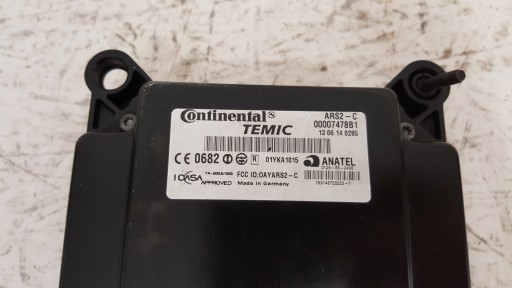 Continental
TEMIC
ARS2-C
00007478B1
13 06 14 0285
CE 0682 R 01YKA1015 ANATEL
ICASA APPROVED FCC ID:OAYARS2-C
Made in Germany